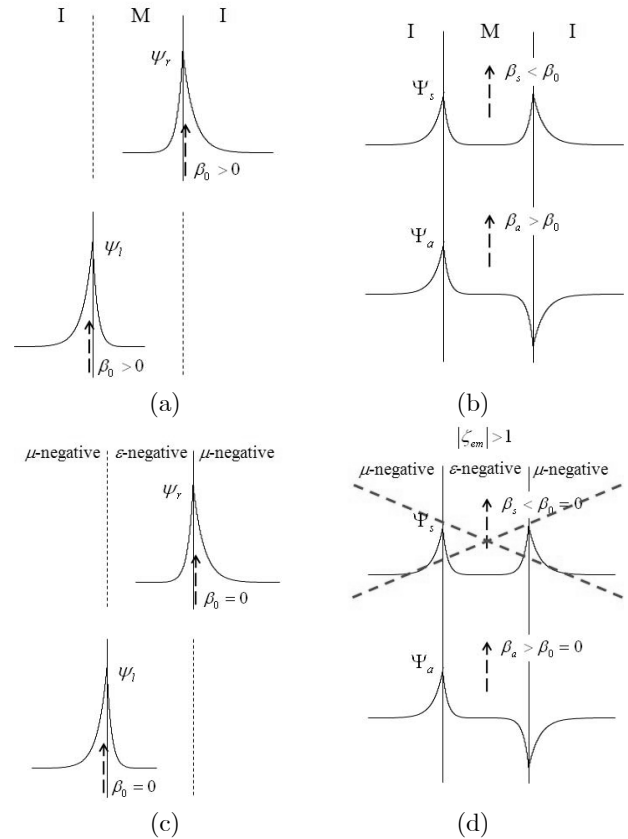 I M I
ψ_r
β_0 > 0
ψ_l
β_0 > 0
(a)
I M I
β_s < β_0
Ψ_s
β_a > β_0
Ψ_a
(b)
μ-negative ε-negative μ-negative
ψ_r
β_0 = 0
ψ_l
β_0 = 0
(c)
|ζ_em| > 1
μ-negative ε-negative μ-negative
β_s < β_0 = 0
Ψ_s
β_a > β_0 = 0
Ψ_a
(d)